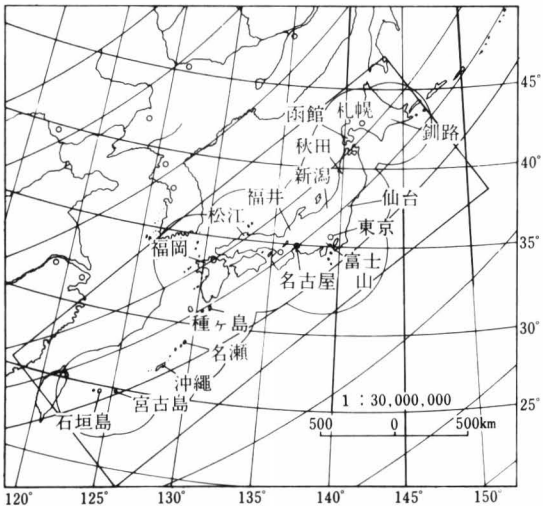 函館
札幌
釧路
秋田
新潟
福井
仙台
松江
東京
福岡
名古屋
富士山
種ヶ島
名瀬
沖縄
宮古島
石垣島
1 : 30,000,000
500 0 500km
45°
40°
35°
30°
25°
120° 125° 130° 135° 140° 145° 150°